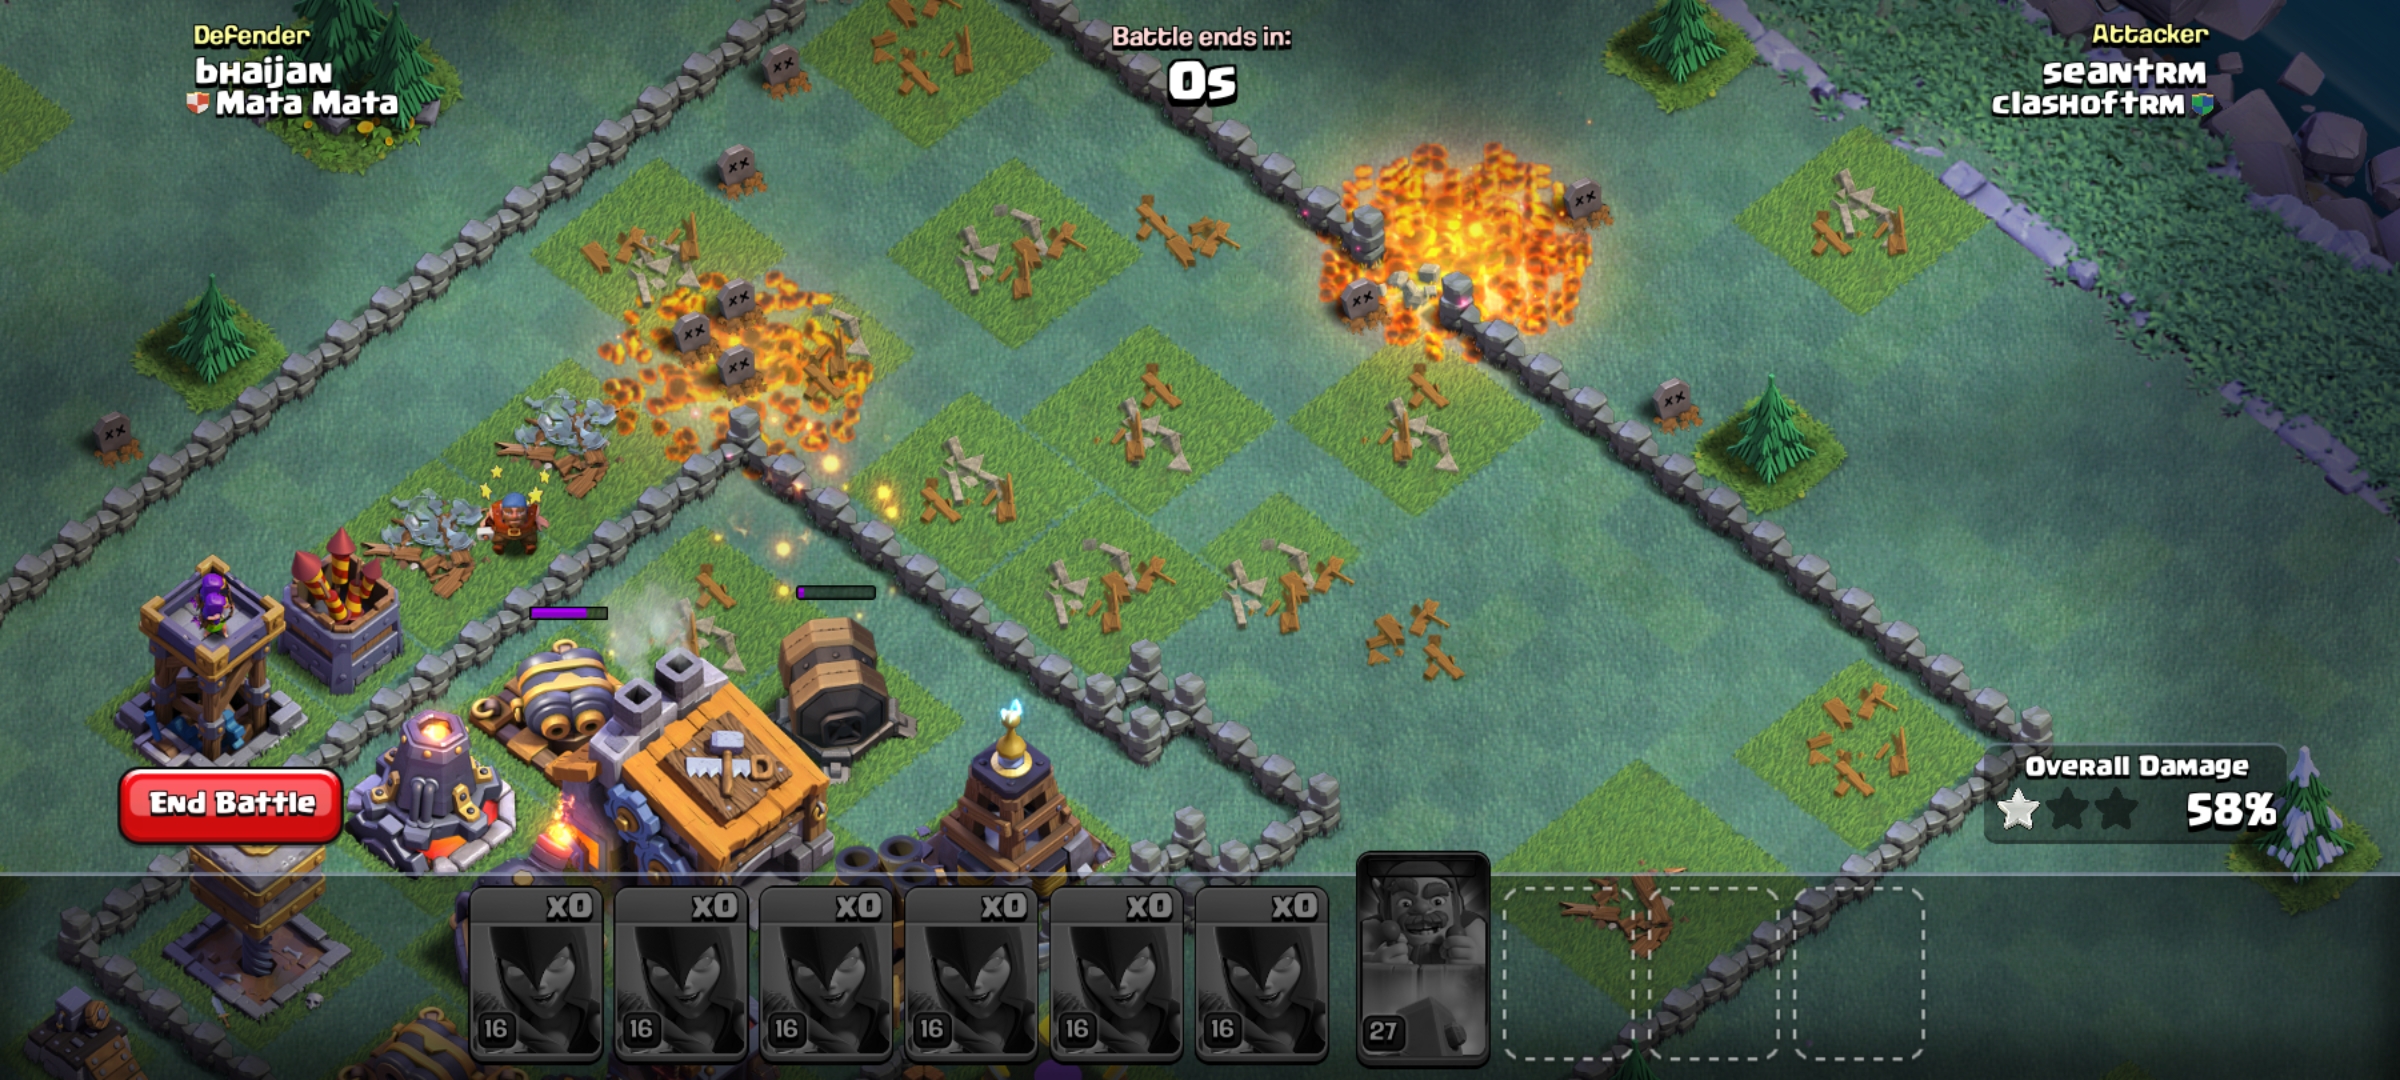 Defender
bhaijan
Mata Mata
Battle ends in:
0s
Attacker
seantrm
clashoftrm
End Battle
Overall Damage
58%
x0
x0
x0
x0
x0
x0
16
16
16
16
16
16
27